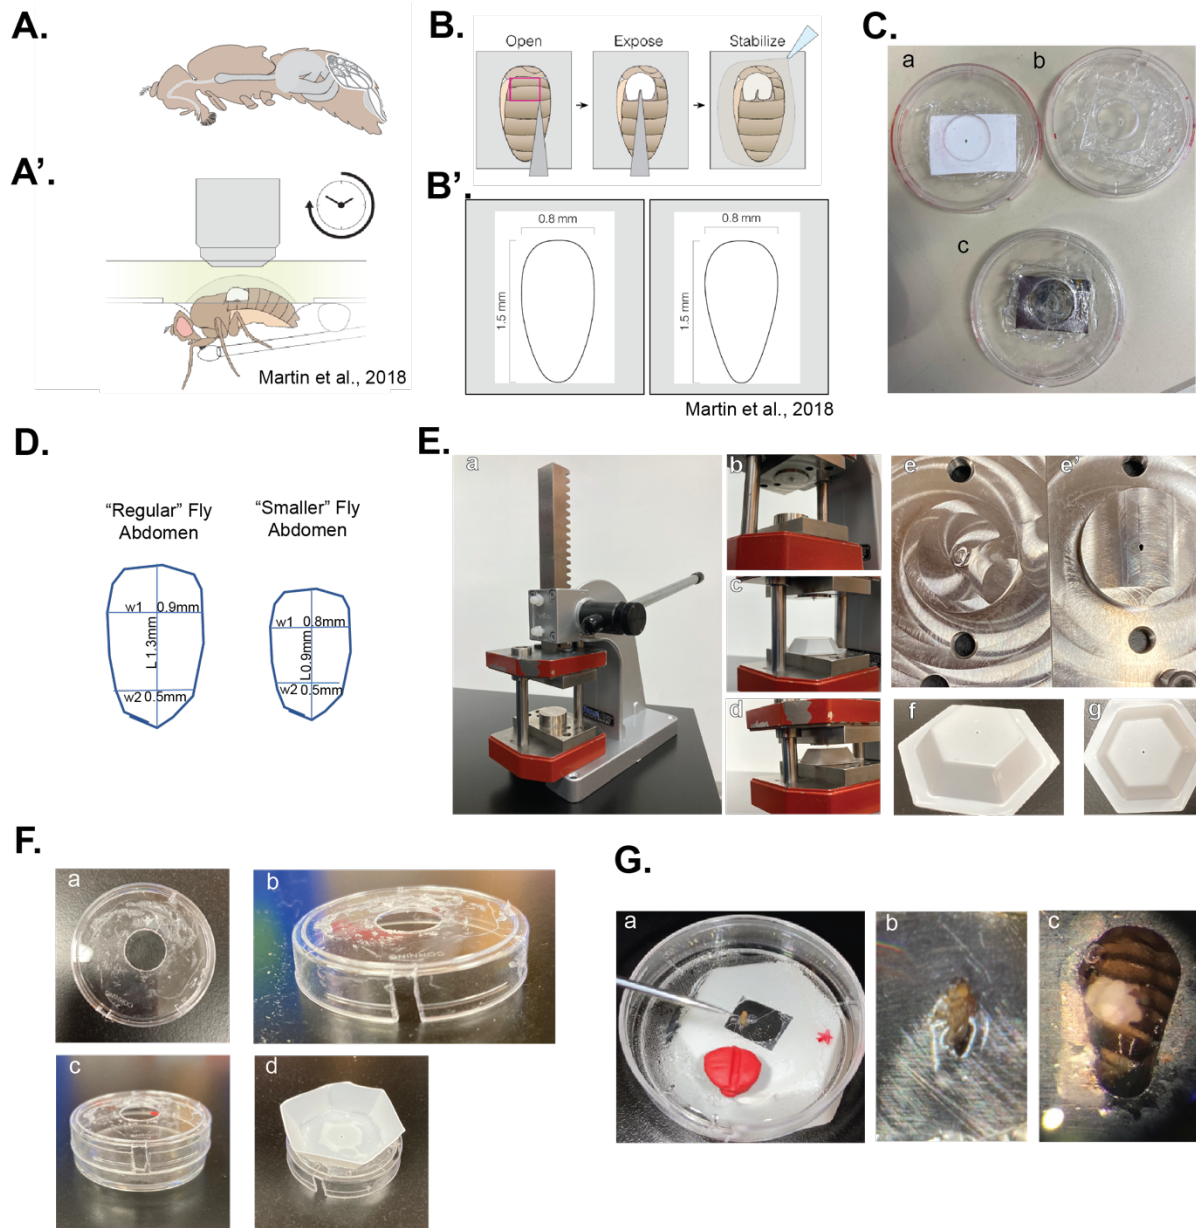 A.
A'.
Martin et al., 2018
B.
Open
Expose
Stabilize
B'.
0.8 mm
1.5 mm
0.8 mm
1.5 mm
Martin et al., 2018
C.
a
b
c
D.
"Regular" Fly
Abdomen
"Smaller" Fly
Abdomen
w1 0.9mm
L1.3mm
w2 0.5mm
w1 0.8mm
L0.9mm
w2 0.5mm
E.
a
b
c
d
e
e'
f
g
F.
a
b
CORNING
c
d
G.
a
b
c